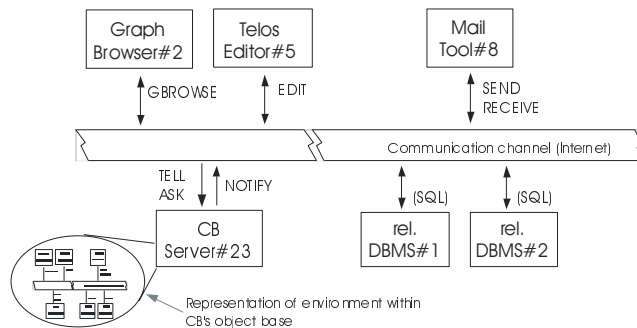 Graph
Browser#2
Telos
Editor#5
Mail
Tool#8
GBROWSE
EDIT
SEND
RECEIVE
Communication channel (Internet)
TELL
ASK
NOTIFY
(SQL)
(SQL)
CB
Server#23
rel.
DBMS#1
rel.
DBMS#2
Representation of environment within
CB's object base